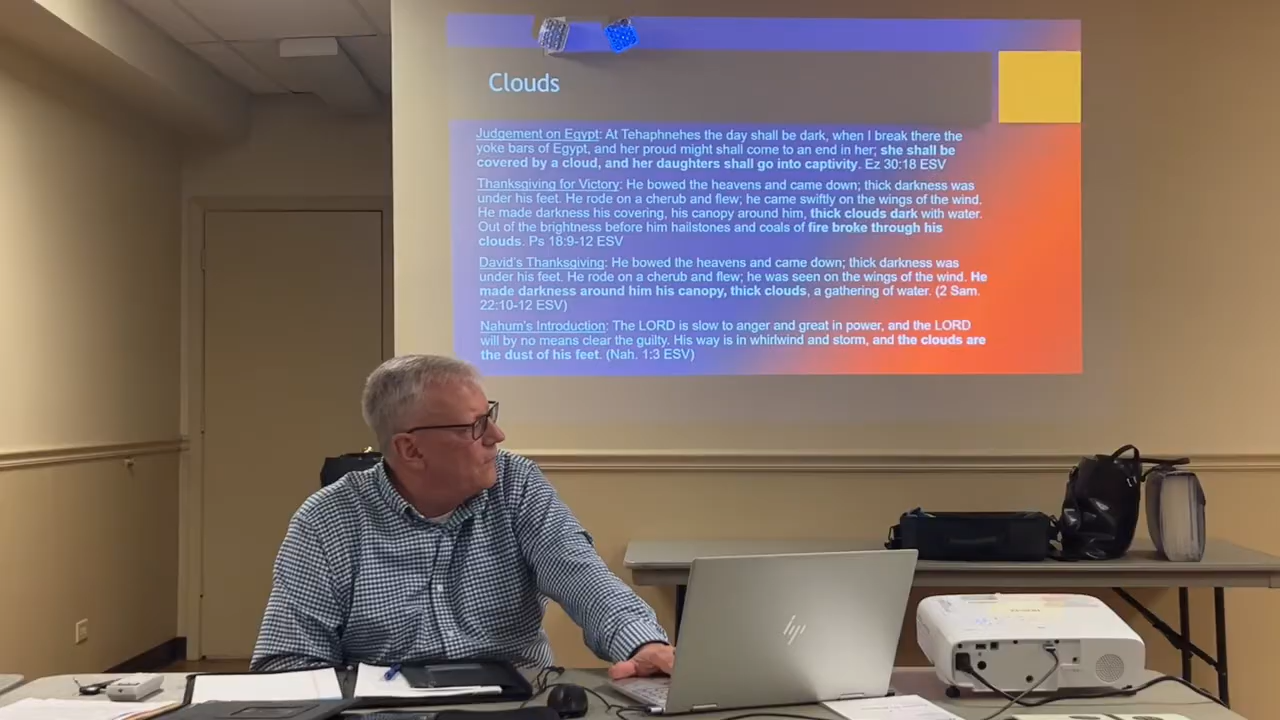 Clouds
Judgement on Egypt: At Tehaphnehes the day shall be dark, when I break there the
yoke bars of Egypt, and her proud might shall come to an end in her; she shall be
covered by a cloud, and her daughters shall go into captivity. Ez 30:18 ESV
Thanksgiving for Victory: He bowed the heavens and came down; thick darkness was
under his feet. He rode on a cherub and flew; he came swiftly on the wings of the wind.
He made darkness his covering, his canopy around him, thick clouds dark with water.
Out of the brightness before him hailstones and coals of fire broke through his
clouds. Ps 18:9-12 ESV
David's Thanksgiving: He bowed the heavens and came down; thick darkness was
under his feet. He rode on a cherub and flew; he was seen on the wings of the wind. He
made darkness around him his canopy, thick clouds, a gathering of water. (2 Sam.
22:10-12 ESV)
Nahum's Introduction: The LORD is slow to anger and great in power, and the LORD
will by no means clear the guilty. His way is in whirlwind and storm, and the clouds are
the dust of his feet. (Nah. 1:3 ESV)
hp